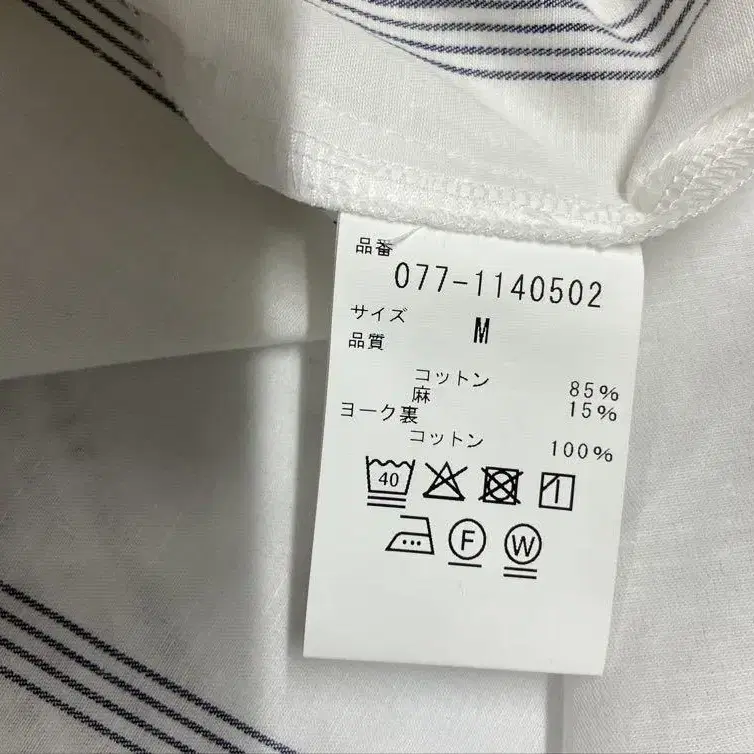 品番
077-1140502
サイズ M
品質
コットン 85%
麻 15%
ヨーク裏
コットン 100%
40
F W